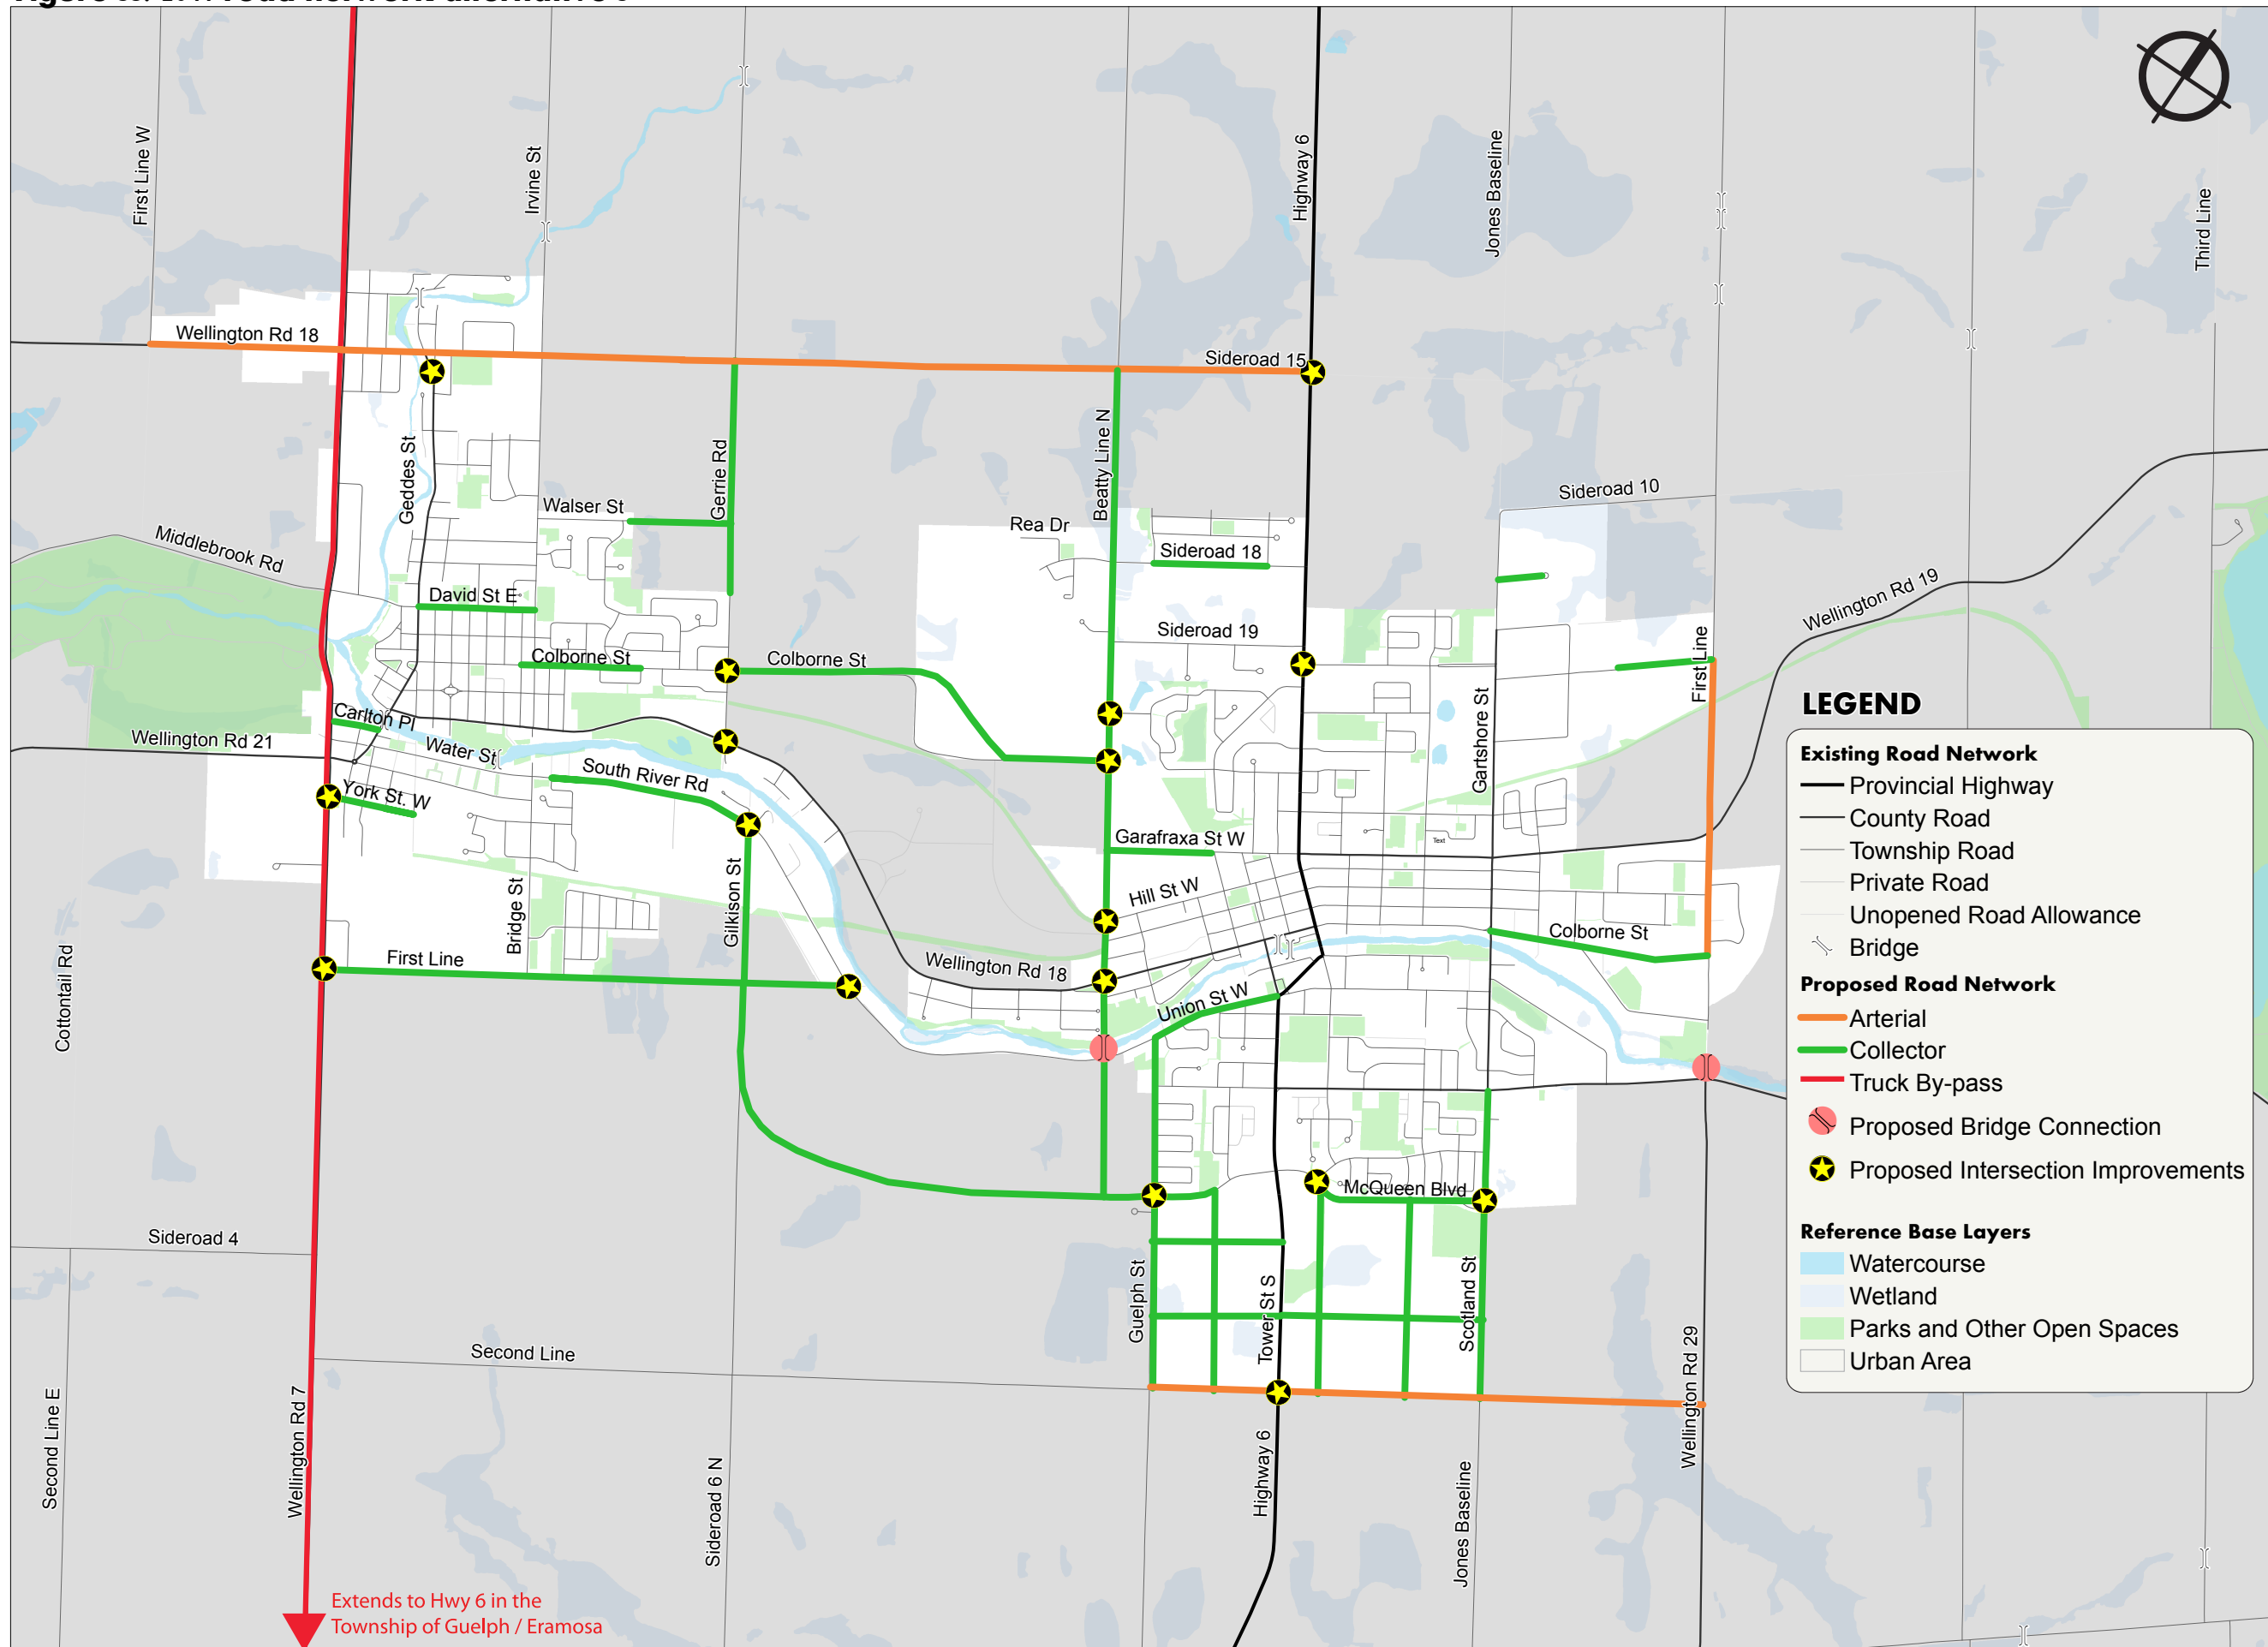 road network alternative
First Line W
Irvine St
Highway 6
Jones Baseline
Third Line
Wellington Rd 18
Sideroad 15
Geddes St
Gerrie Rd
Beatty Line N
Walser St
Rea Dr
Sideroad 10
Middlebrook Rd
Sideroad 18
David St E
Sideroad 19
Wellington Rd 19
Colborne St
Colborne St
First Line
Gartshore St
Carlton Pl
Wellington Rd 21
Water St
South River Rd
York St. W
Garafraxa St W
Text
Hill St W
Gilkison St
Bridge St
Colborne St
First Line
Wellington Rd 18
Union St W
Cottontail Rd
McQueen Blvd
Sideroad 4
Guelph St
Tower St S
Scotland St
Second Line
Wellington Rd 29
Second Line E
Wellington Rd 7
Sideroad 6 N
Highway 6
Jones Baseline
Extends to Hwy 6 in the
Township of Guelph / Eramosa
LEGEND
Existing Road Network
Provincial Highway
County Road
Township Road
Private Road
Unopened Road Allowance
Bridge
Proposed Road Network
Arterial
Collector
Truck By-pass
Proposed Bridge Connection
Proposed Intersection Improvements
Reference Base Layers
Watercourse
Wetland
Parks and Other Open Spaces
Urban Area